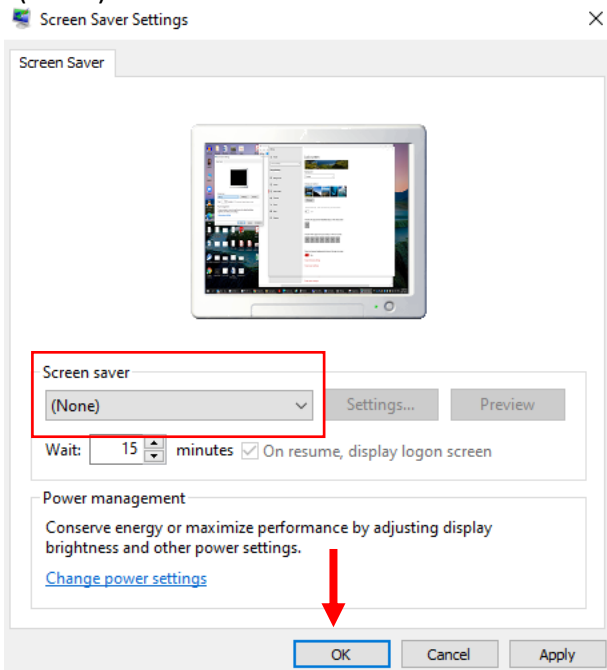 Screen Saver Settings
Screen Saver
Screen saver
(None)
Settings...
Preview
Wait: 15 minutes On resume, display logon screen
Power management
Conserve energy or maximize performance by adjusting display
brightness and other power settings.
Change power settings
OK Cancel Apply